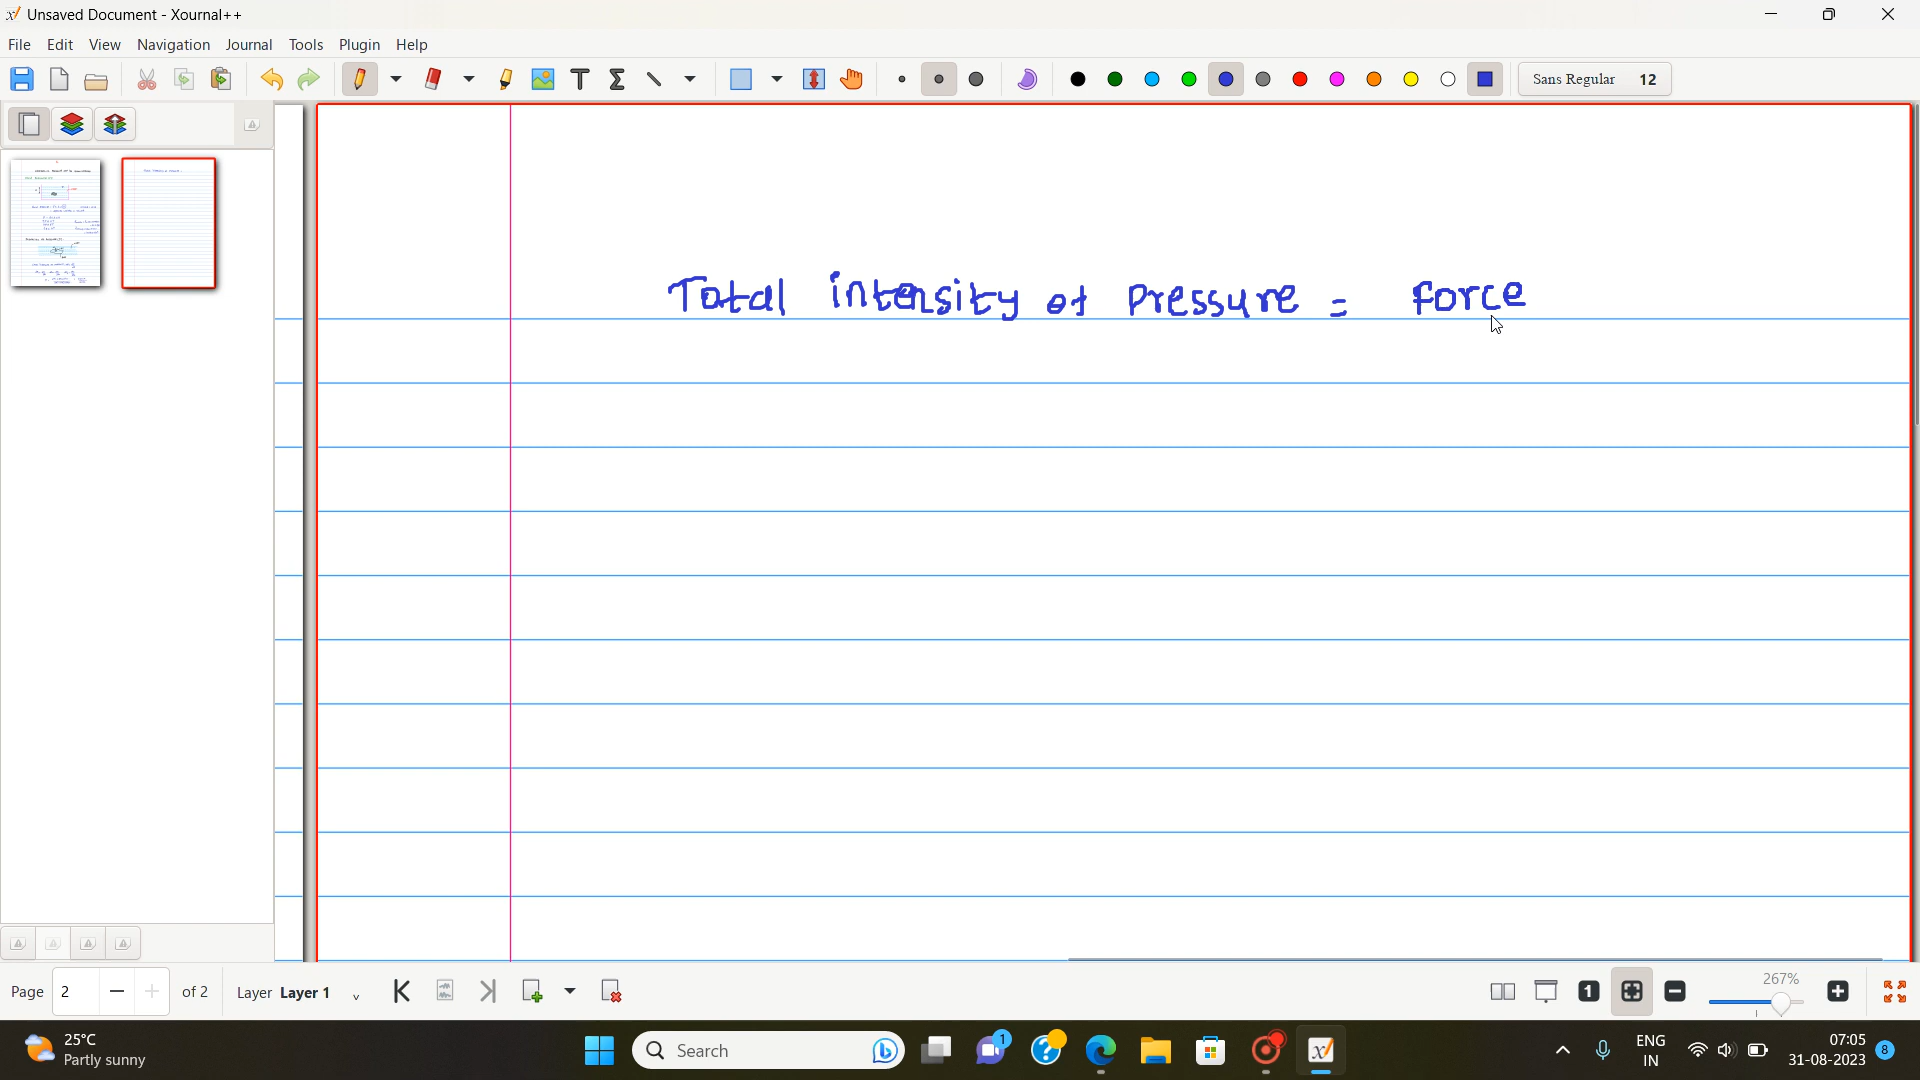 Unsaved Document - Xournal++
File Edit View Navigation Journal Tools Plugin Help
Sans Regular 12
Total intensity of Pressure = force
Page 2 of 2 Layer Layer 1
267%
25°C
Partly sunny
Search
1
ENG
IN
07:05
31-08-2023
8